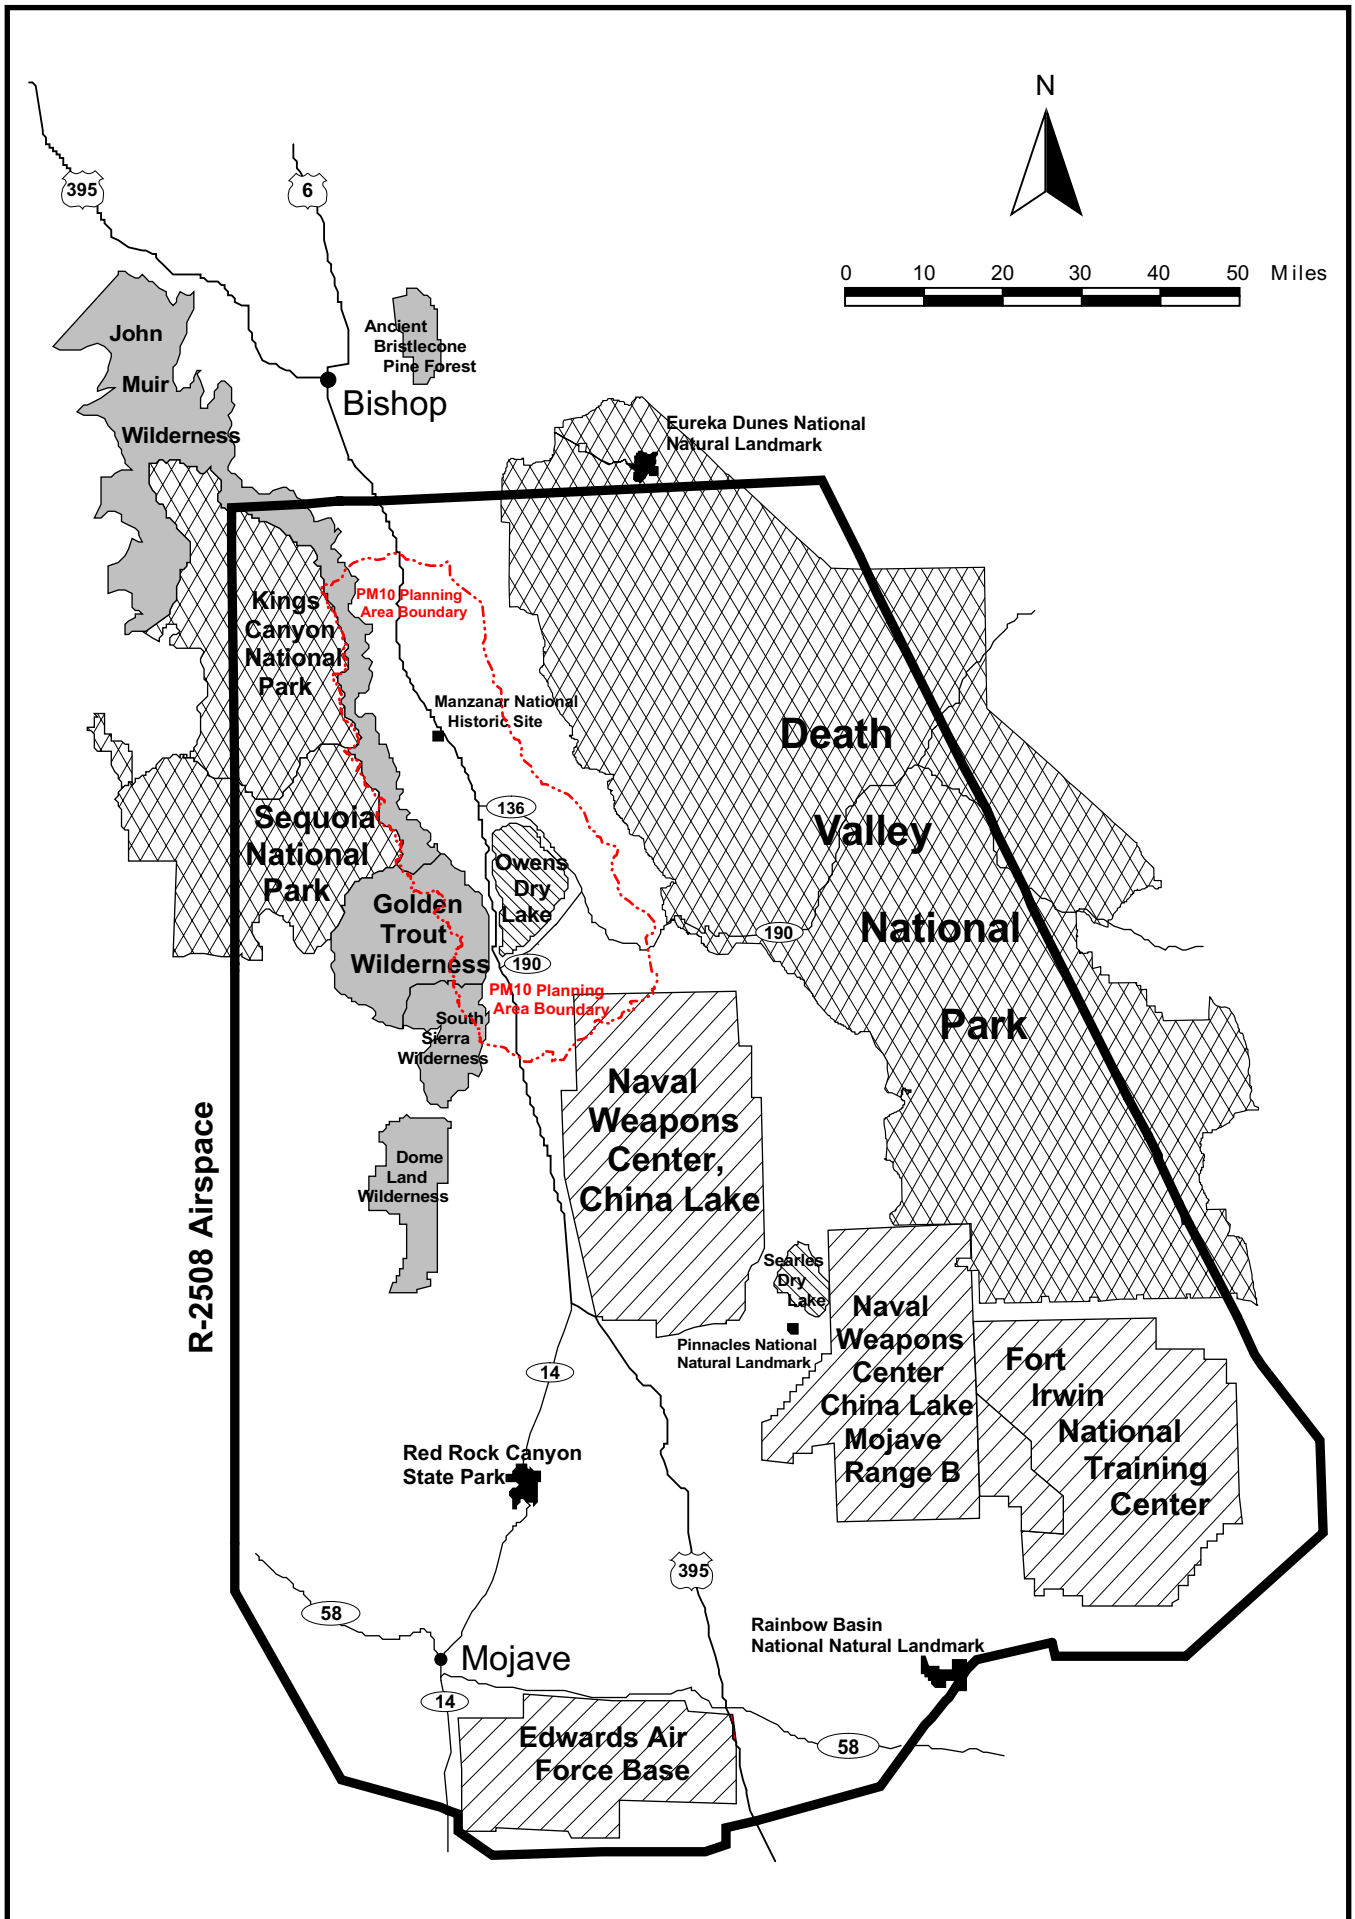 N
0 10 20 30 40 50 Miles
395
6
John
Muir
Wilderness
Ancient
Bristlecone
Pine Forest
Bishop
Eureka Dunes National
Natural Landmark
Kings
Canyon
National
Park
PM10 Planning
Area Boundary
Manzanar National
Historic Site
Death
Valley
National
Park
136
Sequoia
National
Park
Owens
Dry
Lake
Golden
Trout
Wilderness
190
190
PM10 Planning
Area Boundary
South
Sierra
Wilderness
Naval
Weapons
Center,
China Lake
R-2508 Airspace
Dome
Land
Wilderness
Searles
Dry
Lake
Pinnacles National
Natural Landmark
Naval
Weapons
Center
China Lake
Mojave
Range B
Fort
Irwin
National
Training
Center
14
Red Rock Canyon
State Park
395
58
Rainbow Basin
National Natural Landmark
Mojave
14
Edwards Air
Force Base
58